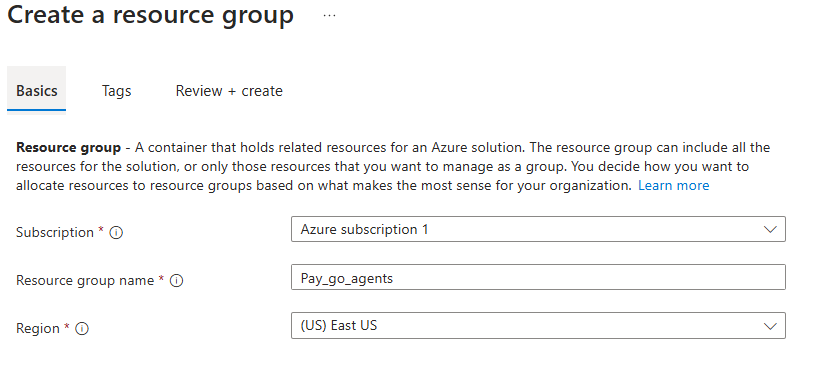 Create a resource group ...
Basics Tags Review + create
Resource group - A container that holds related resources for an Azure solution. The resource group can include all the
resources for the solution, or only those resources that you want to manage as a group. You decide how you want to
allocate resources to resource groups based on what makes the most sense for your organization. Learn more
Subscription * Azure subscription 1
Resource group name * Pay_go_agents
Region * (US) East US